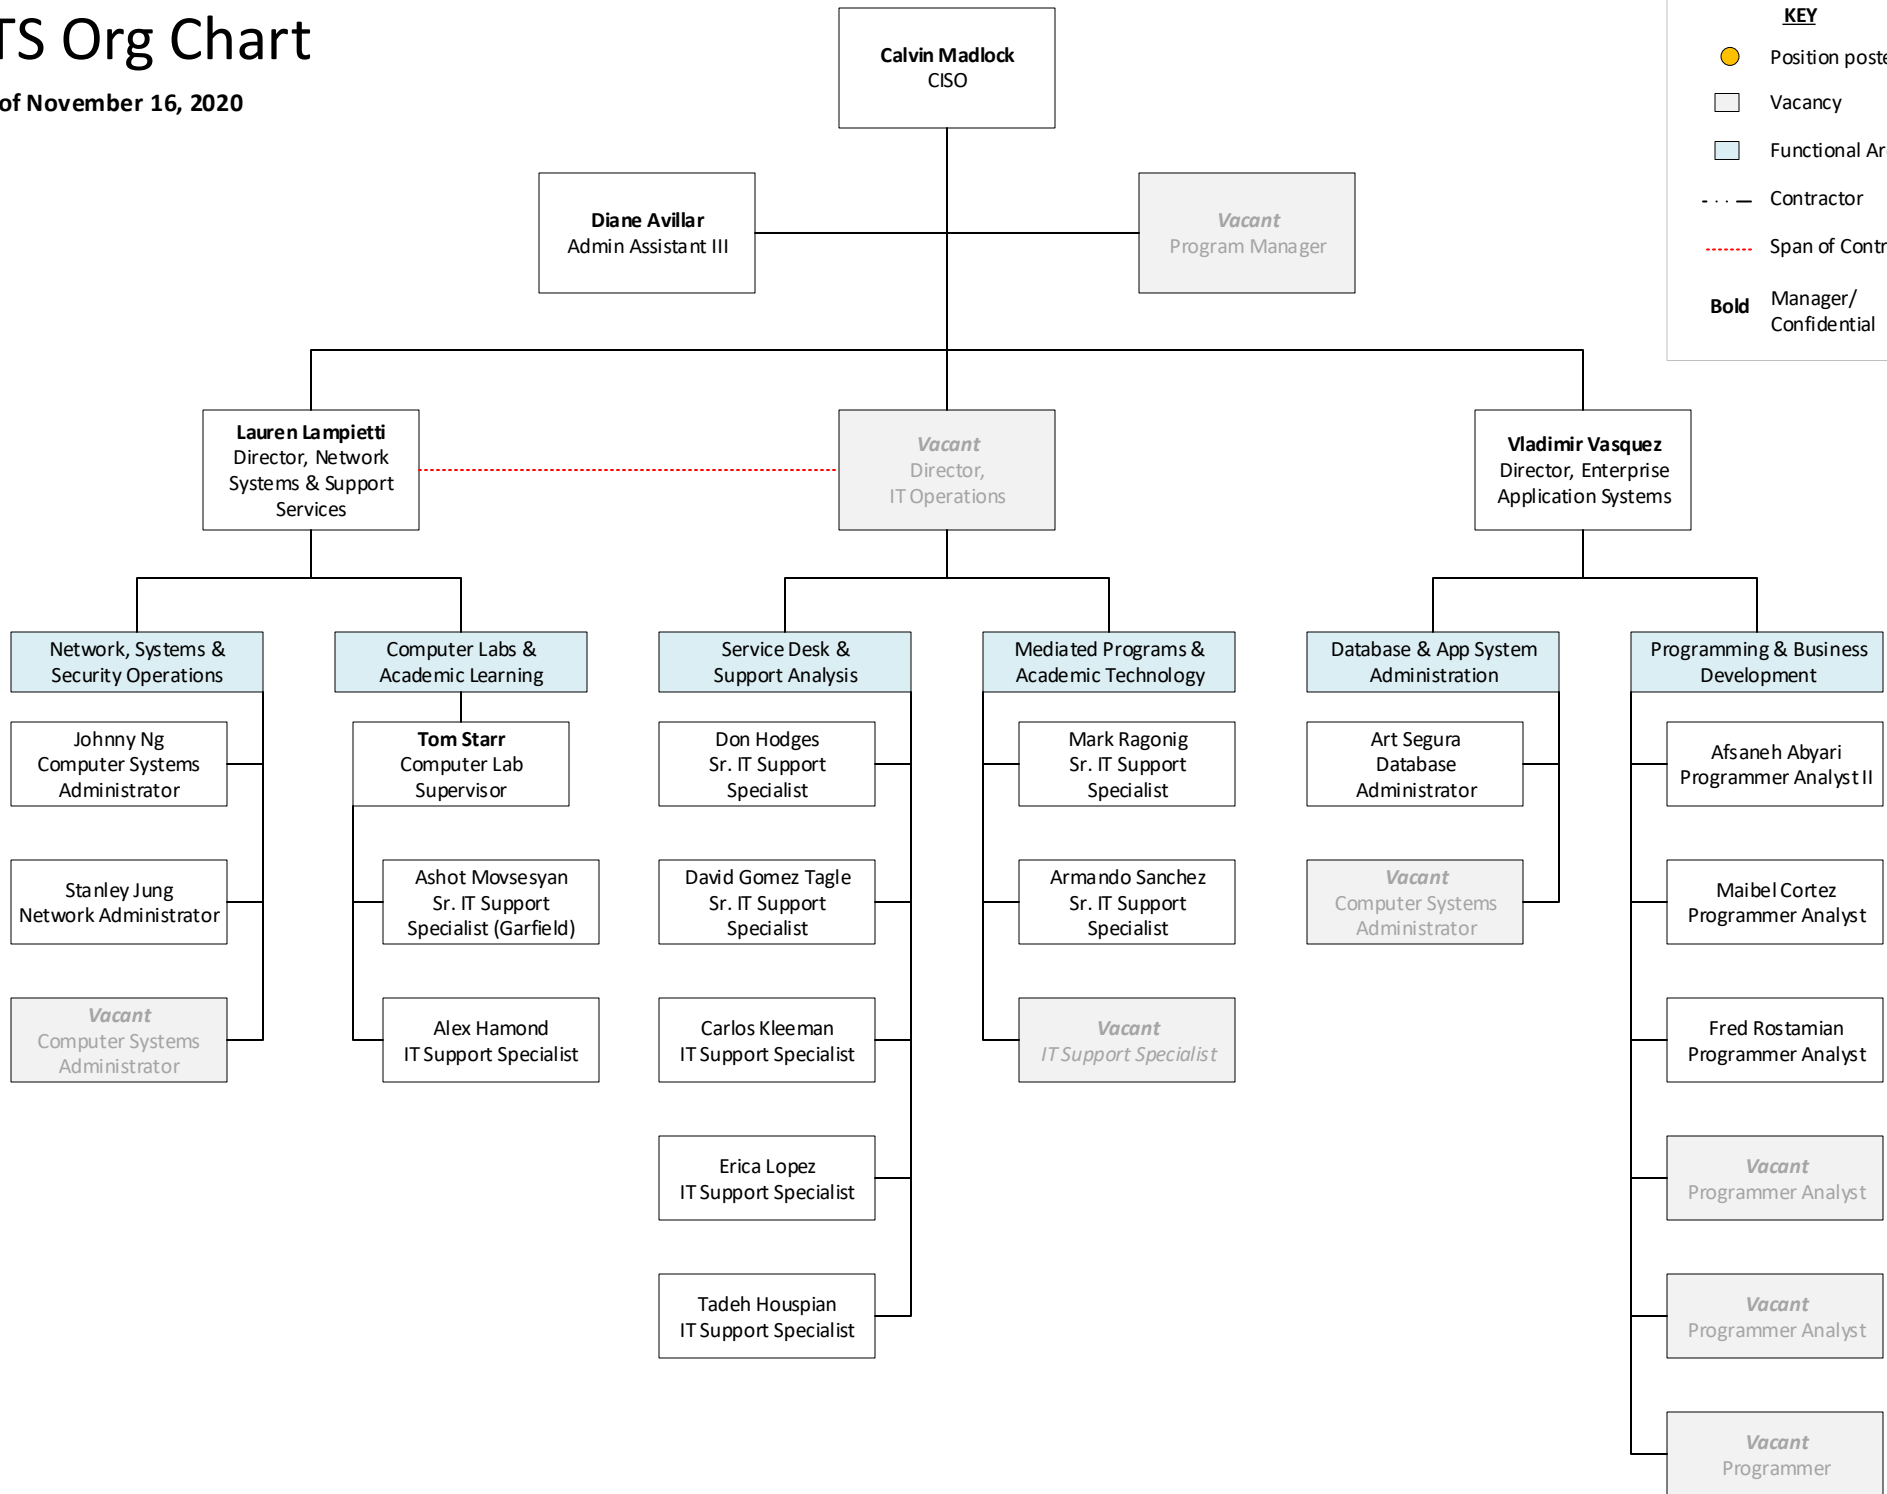 TS Org Chart
of November 16, 2020
KEY
Position poste
Vacancy
Functional Ar
Contractor
Span of Contr
Bold
Manager/
Confidential
Calvin Madlock
CISO
Diane Avillar
Admin Assistant III
Vacant
Program Manager
Lauren Lampietti
Director, Network
Systems & Support
Services
Vacant
Director,
IT Operations
Vladimir Vasquez
Director, Enterprise
Application Systems
Network, Systems &
Security Operations
Johnny Ng
Computer Systems
Administrator
Stanley Jung
Network Administrator
Vacant
Computer Systems
Administrator
Computer Labs &
Academic Learning
Tom Starr
Computer Lab
Supervisor
Ashot Movsesyan
Sr. IT Support
Specialist (Garfield)
Alex Hamond
IT Support Specialist
Service Desk &
Support Analysis
Don Hodges
Sr. IT Support
Specialist
David Gomez Tagle
Sr. IT Support
Specialist
Carlos Kleeman
IT Support Specialist
Erica Lopez
IT Support Specialist
Tadeh Houspian
IT Support Specialist
Mediated Programs &
Academic Technology
Mark Ragonig
Sr. IT Support
Specialist
Armando Sanchez
Sr. IT Support
Specialist
Vacant
IT Support Specialist
Database & App System
Administration
Art Segura
Database
Administrator
Vacant
Computer Systems
Administrator
Programming & Business
Development
Afsaneh Abyari
Programmer Analyst II
Maibel Cortez
Programmer Analyst
Fred Rostamian
Programmer Analyst
Vacant
Programmer Analyst
Vacant
Programmer Analyst
Vacant
Programmer